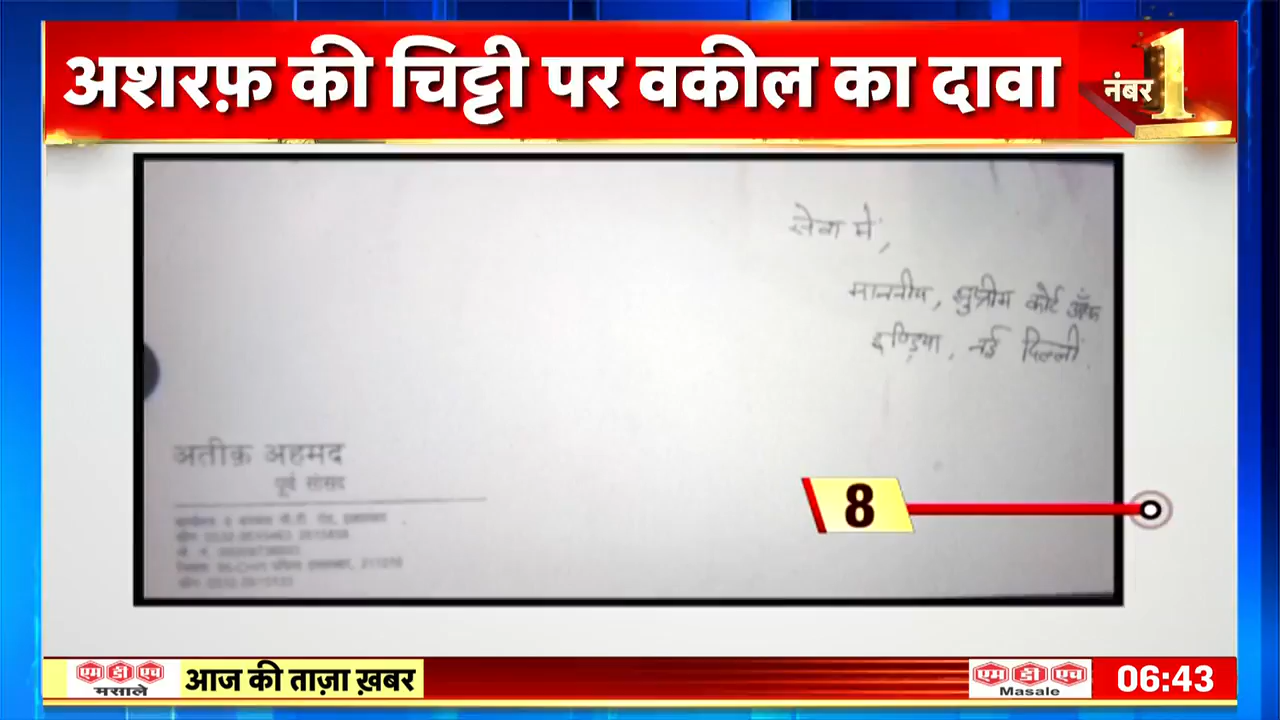 अशरफ़ की चिट्टी पर वकील का दावा
नंबर 1
सेवा में,
माननीय, सुप्रीम कोर्ट ऑफ
इण्डिया, नई दिल्ली.
अतीक़ अहमद
पूर्व सांसद
8
एम डी एच
मसाले
आज की ताज़ा ख़बर
एम डी एच
Masale
06:43